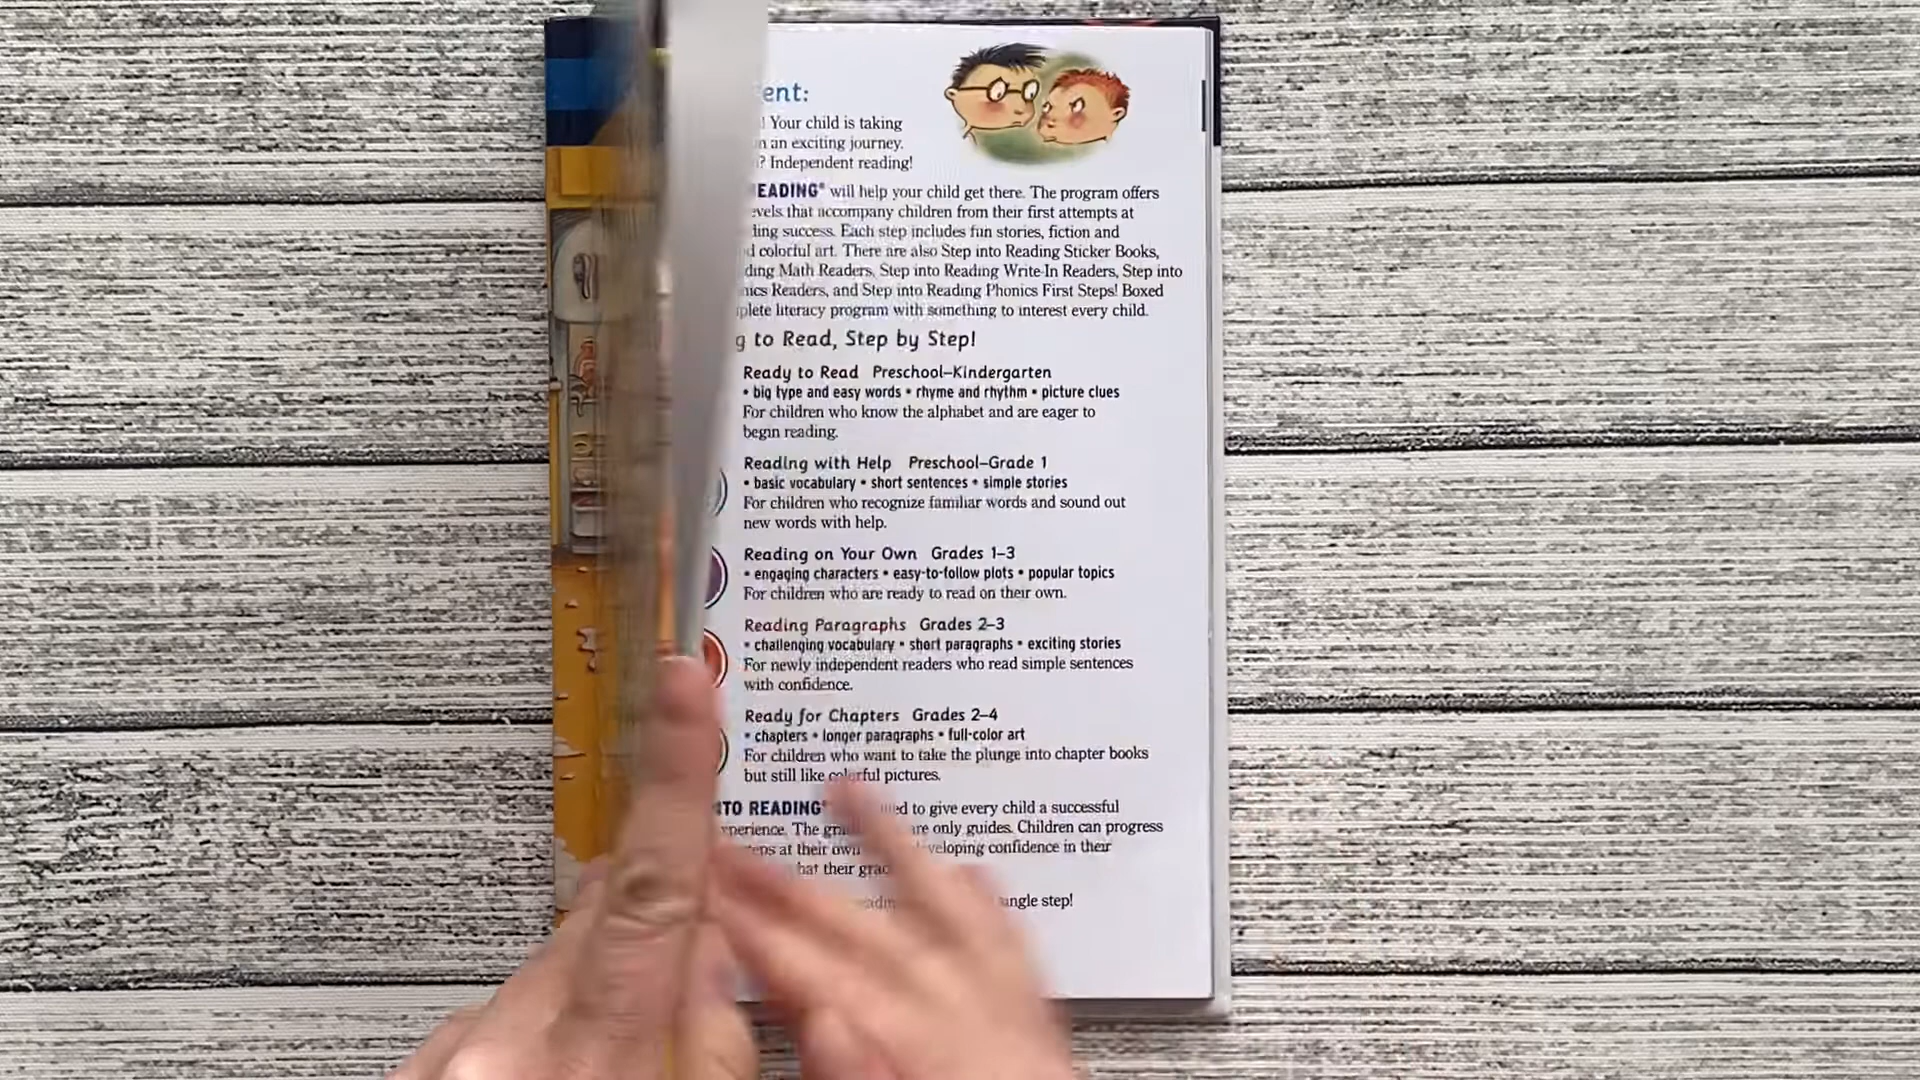 ent:
! Your child is taking
n an exciting journey.
? Independent reading!
EADING® will help your child get there. The program offers
evels that accompany children from their first attempts at
ding success. Each step includes fun stories, fiction and
d colorful art. There are also Step into Reading Sticker Books,
ding Math Readers, Step into Reading Write-In Readers, Step into
nics Readers, and Step into Reading Phonics First Steps! Boxed
plete literacy program with something to interest every child.
g to Read, Step by Step!
Ready to Read Preschool–Kindergarten
• big type and easy words • rhyme and rhythm • picture clues
For children who know the alphabet and are eager to
begin reading.
Reading with Help Preschool–Grade 1
• basic vocabulary • short sentences • simple stories
For children who recognize familiar words and sound out
new words with help.
Reading on Your Own Grades 1–3
• engaging characters • easy-to-follow plots • popular topics
For children who are ready to read on their own.
Reading Paragraphs Grades 2–3
• challenging vocabulary • short paragraphs • exciting stories
For newly independent readers who read simple sentences
with confidence.
Ready for Chapters Grades 2–4
• chapters • longer paragraphs • full-color art
For children who want to take the plunge into chapter books
but still like colorful pictures.
TO READING® ed to give every child a successful
perience. The gra are only guides. Children can progress
teps at their own veloping confidence in their
hat their grad
eadin ingle step!